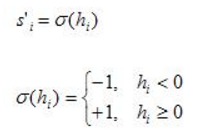 s'ᵢ = σ(hᵢ)
σ(hᵢ) = { −1, hᵢ < 0
+1, hᵢ ≥ 0